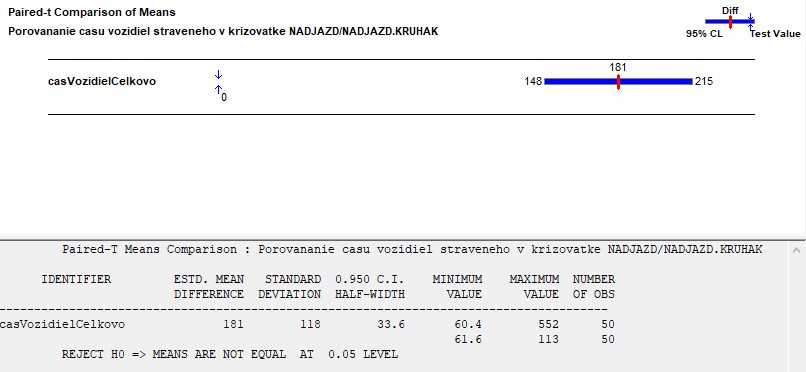 Paired-t Comparison of Means
Porovananie casu vozidiel straveneho v krizovatke NADJAZD/NADJAZD.KRUHAK
Diff
95% CL Test Value
181
casVozidielCelkovo 148 215
0
Paired-T Means Comparison : Porovananie casu vozidiel straveneho v krizovatke NADJAZD/NADJAZD.KRUHAK
IDENTIFIER ESTD. MEAN STANDARD 0.950 C.I. MINIMUM MAXIMUM NUMBER
DIFFERENCE DEVIATION HALF-WIDTH VALUE VALUE OF OBS
casVozidielCelkovo 181 118 33.6 60.4 552 50
61.6 113 50
REJECT H0 => MEANS ARE NOT EQUAL AT 0.05 LEVEL